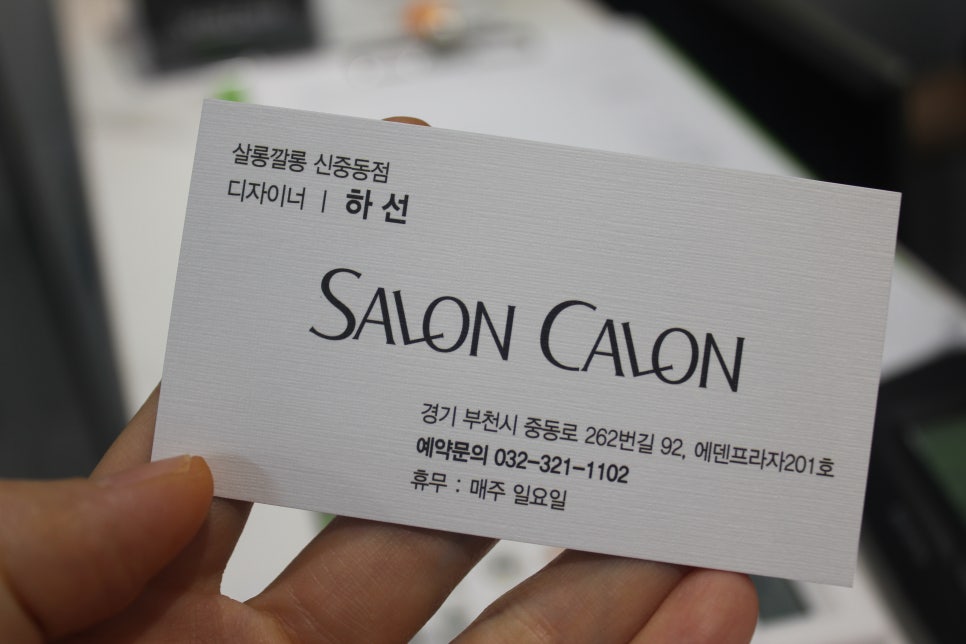 살롱깔롱 신중동점
디자이너 | 하 선
SALON CALON
경기 부천시 중동로 262번길 92, 에덴프라자201호
예약문의 032-321-1102
휴무 : 매주 일요일